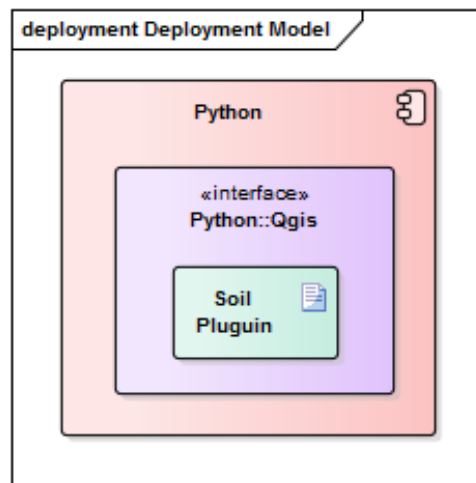 deployment Deployment Model
Python
«interface»
Python::Qgis
Soil
Pluguin